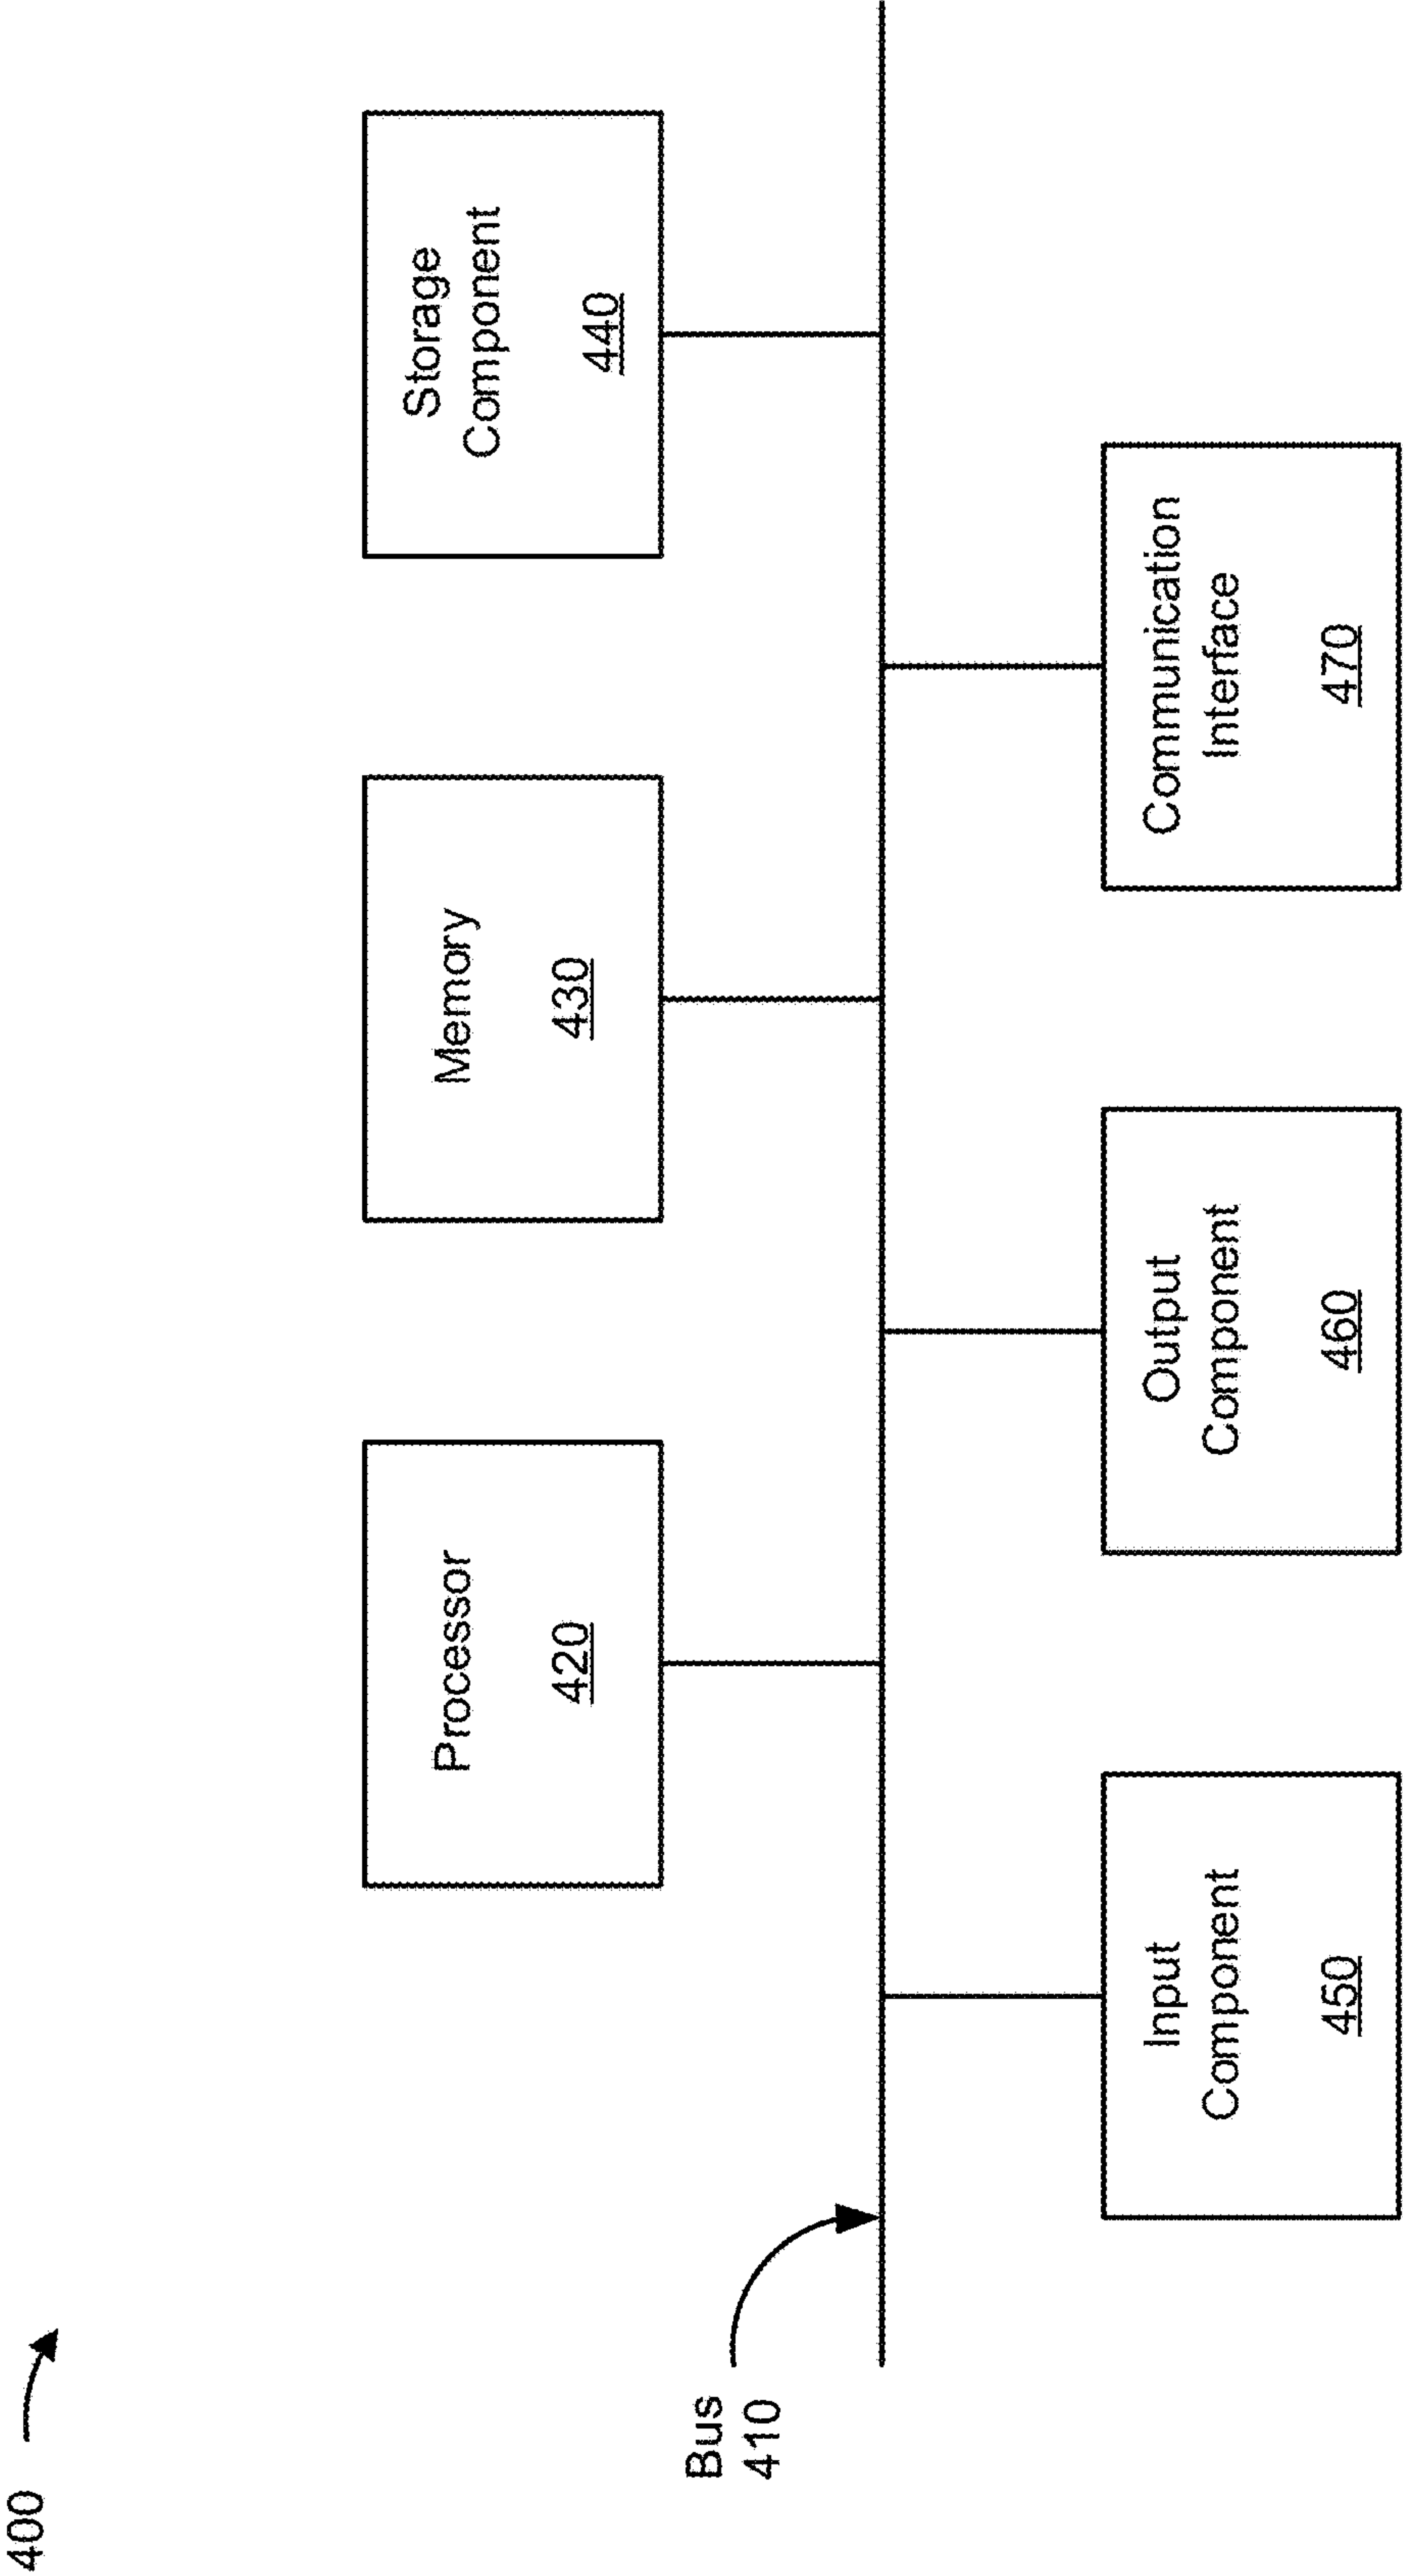 400
Bus
410
Processor
420
Memory
430
Storage
Component
440
Input
Component
450
Output
Component
460
Communication
Interface
470